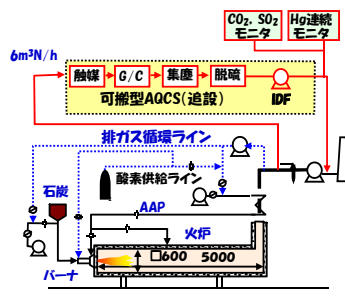 CO2, SO2
モニタ
Hg連続
モニタ
6m³N/h
触媒
G/C
集塵
脱硫
可搬型AQCS(追設)
IDF
排ガス循環ライン
石炭
酸素供給ライン
AAP
火炉
□600 5000
バーナ